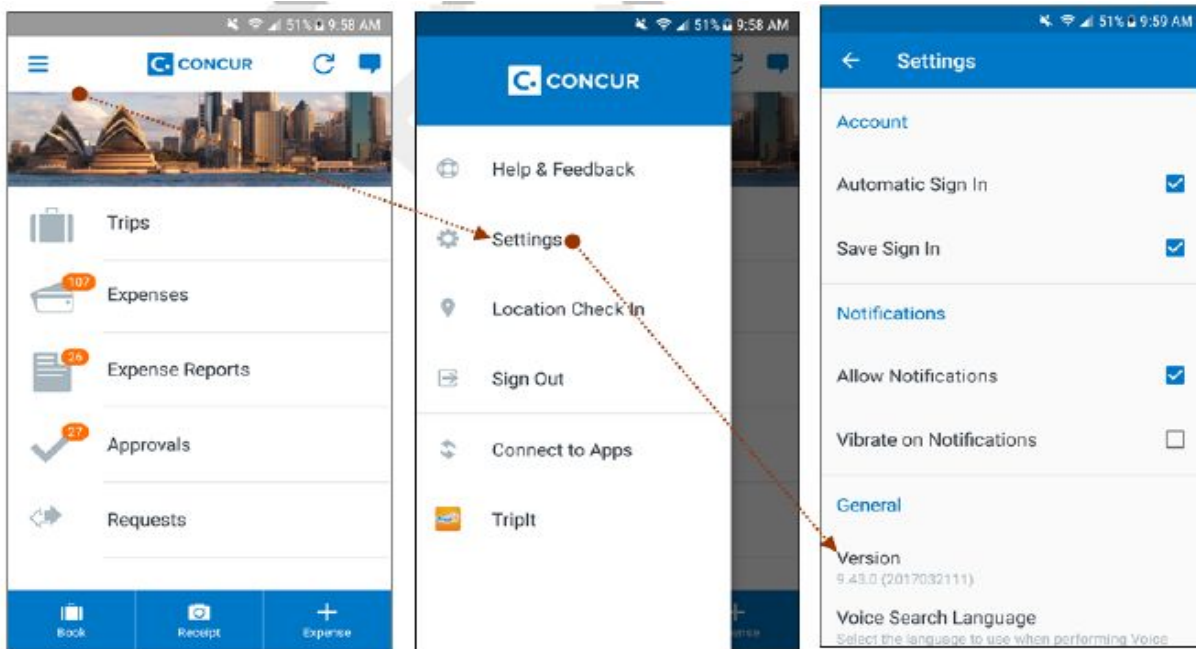 51% 9:58 AM
C. CONCUR
Trips
107
Expenses
26
Expense Reports
27
Approvals
Requests
Book
Receipt
Expense
51% 9:58 AM
C. CONCUR
Help & Feedback
Settings
Location Check In
Sign Out
Connect to Apps
TripIt
51% 9:59 AM
Settings
Account
Automatic Sign In
Save Sign In
Notifications
Allow Notifications
Vibrate on Notifications
General
Version
9.43.0 (2017032111)
Voice Search Language
Select the language to use when performing Voice